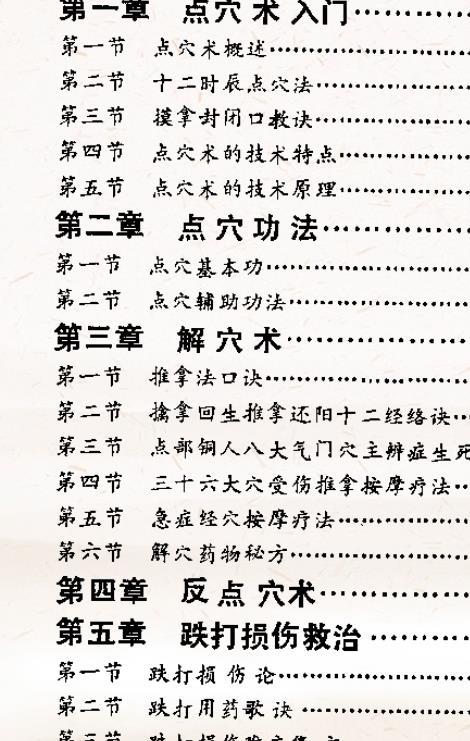 第一章 点穴术入门
第一节 点穴术概述
第二节 十二时辰点穴法
第三节 摸拿封闭口教诀
第四节 点穴术的技术特点
第五节 点穴术的技术原理
第二章 点穴功法
第一节 点穴基本功
第二节 点穴辅助功法
第三章 解穴术
第一节 推拿法口诀
第二节 擒拿回生推拿还阳十二经络诀
第三节 点部铜人八大气门穴主辨症生死
第四节 三十六大穴受伤推拿按摩疗法
第五节 急症经穴按摩疗法
第六节 解穴药物秘方
第四章 反点穴术
第五章 跌打损伤救治
第一节 跌打损伤论
第二节 跌打用药歌诀